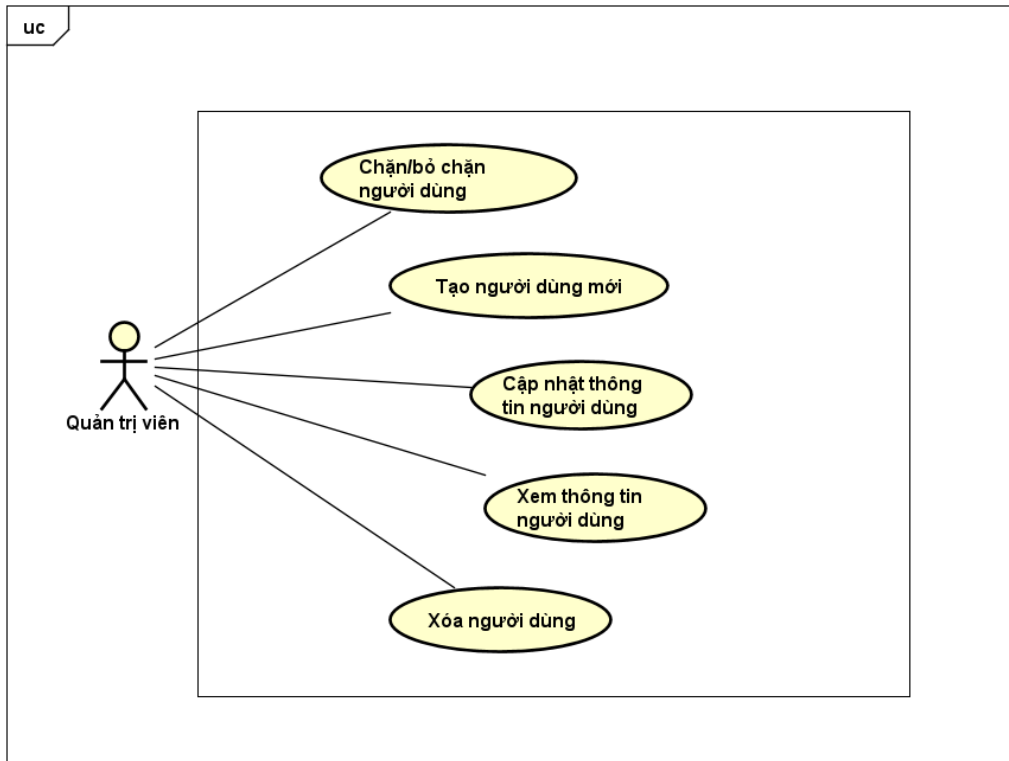 uc
Chặn/bỏ chặn
người dùng
Tạo người dùng mới
Cập nhật thông
tin người dùng
Quản trị viên
Xem thông tin
người dùng
Xóa người dùng